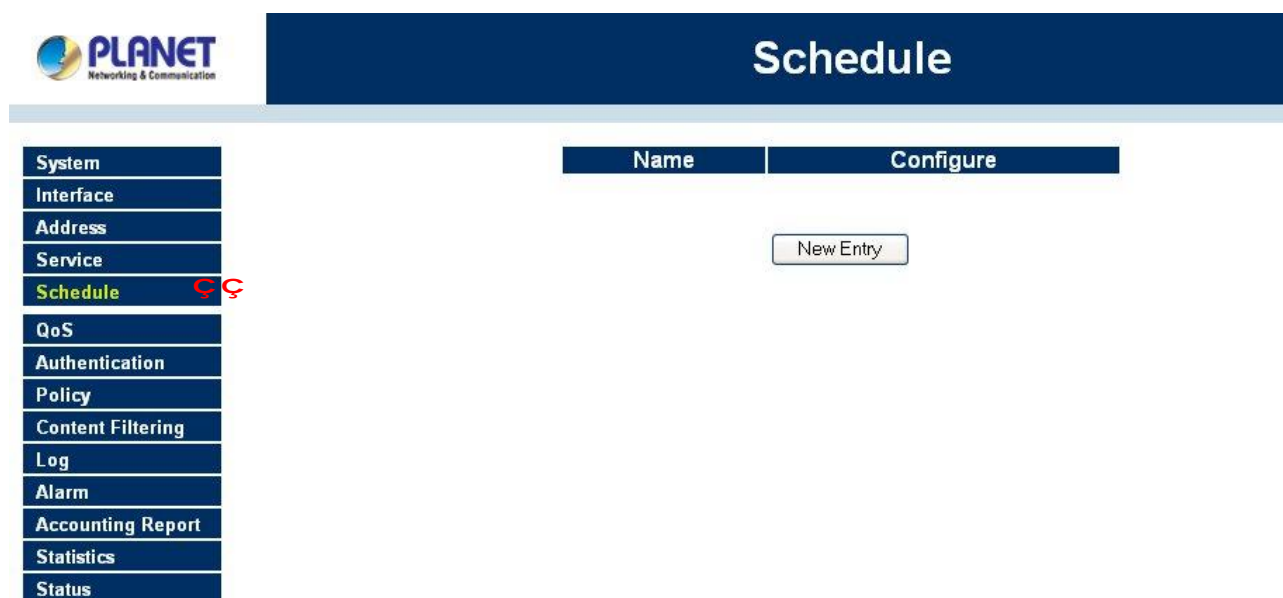 PLANET
Networking & Communication
Schedule
System
Interface
Address
Service
Schedule ÇÇ
QoS
Authentication
Policy
Content Filtering
Log
Alarm
Accounting Report
Statistics
Status
Name Configure
New Entry